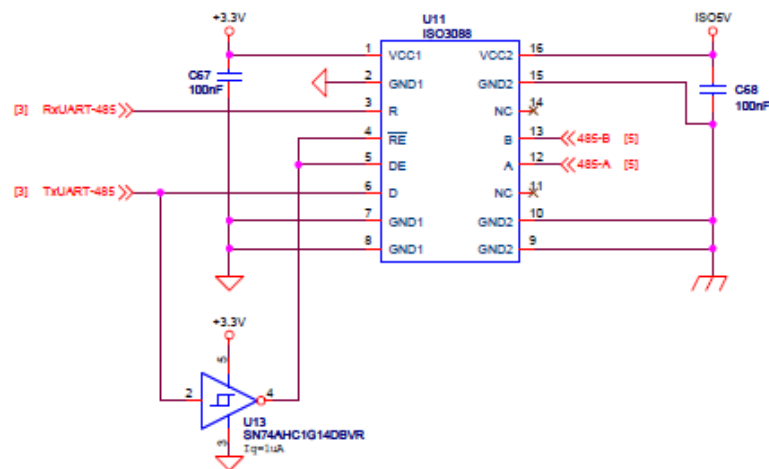 +3.3V
U11
ISO3088
ISO5V
1 VCC1 VCC2 16
2 GND1 GND2 15
C67
100nF
C68
100nF
[3] RxUART-485 3 R NC 14
4 RE B 13 485-B [5]
5 DE A 12 485-A [5]
[3] TxUART-485 6 D NC 11
7 GND1 GND2 10
8 GND1 GND2 9
+3.3V
5
2 4
3
U13
SN74AHC1G14DBVR
Iq=1uA